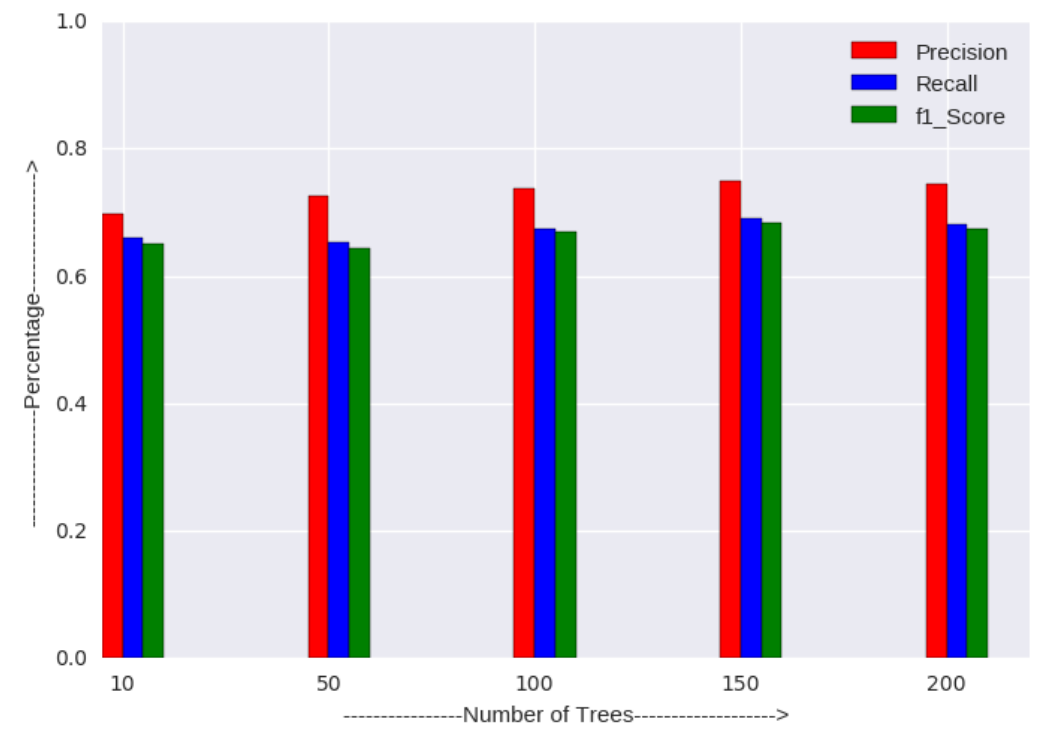 1.0
Precision
Recall
f1_Score
0.8
0.6
0.4
0.2
0.0
---------------Percentage--------------->
10 50 100 150 200
-----------------Number of Trees-------------------->